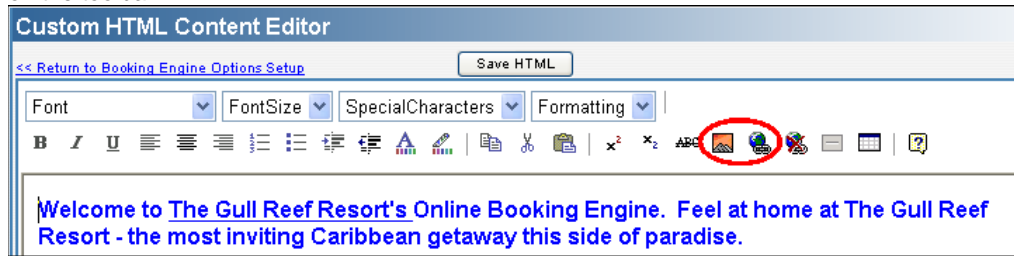 Custom HTML Content Editor
<< Return to Booking Engine Options Setup Save HTML
Font FontSize SpecialCharacters Formatting
B I U x² x₂ ABC
Welcome to The Gull Reef Resort's Online Booking Engine. Feel at home at The Gull Reef
Resort - the most inviting Caribbean getaway this side of paradise.